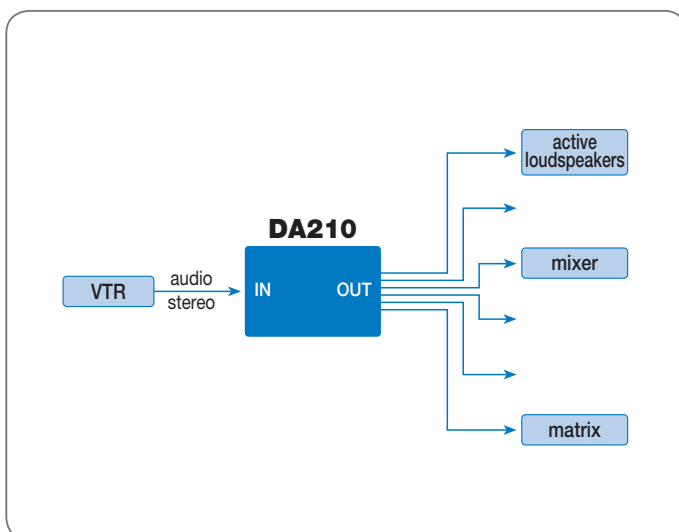 active
loudspeakers
DA210
VTR
audio
stereo
IN
OUT
mixer
matrix